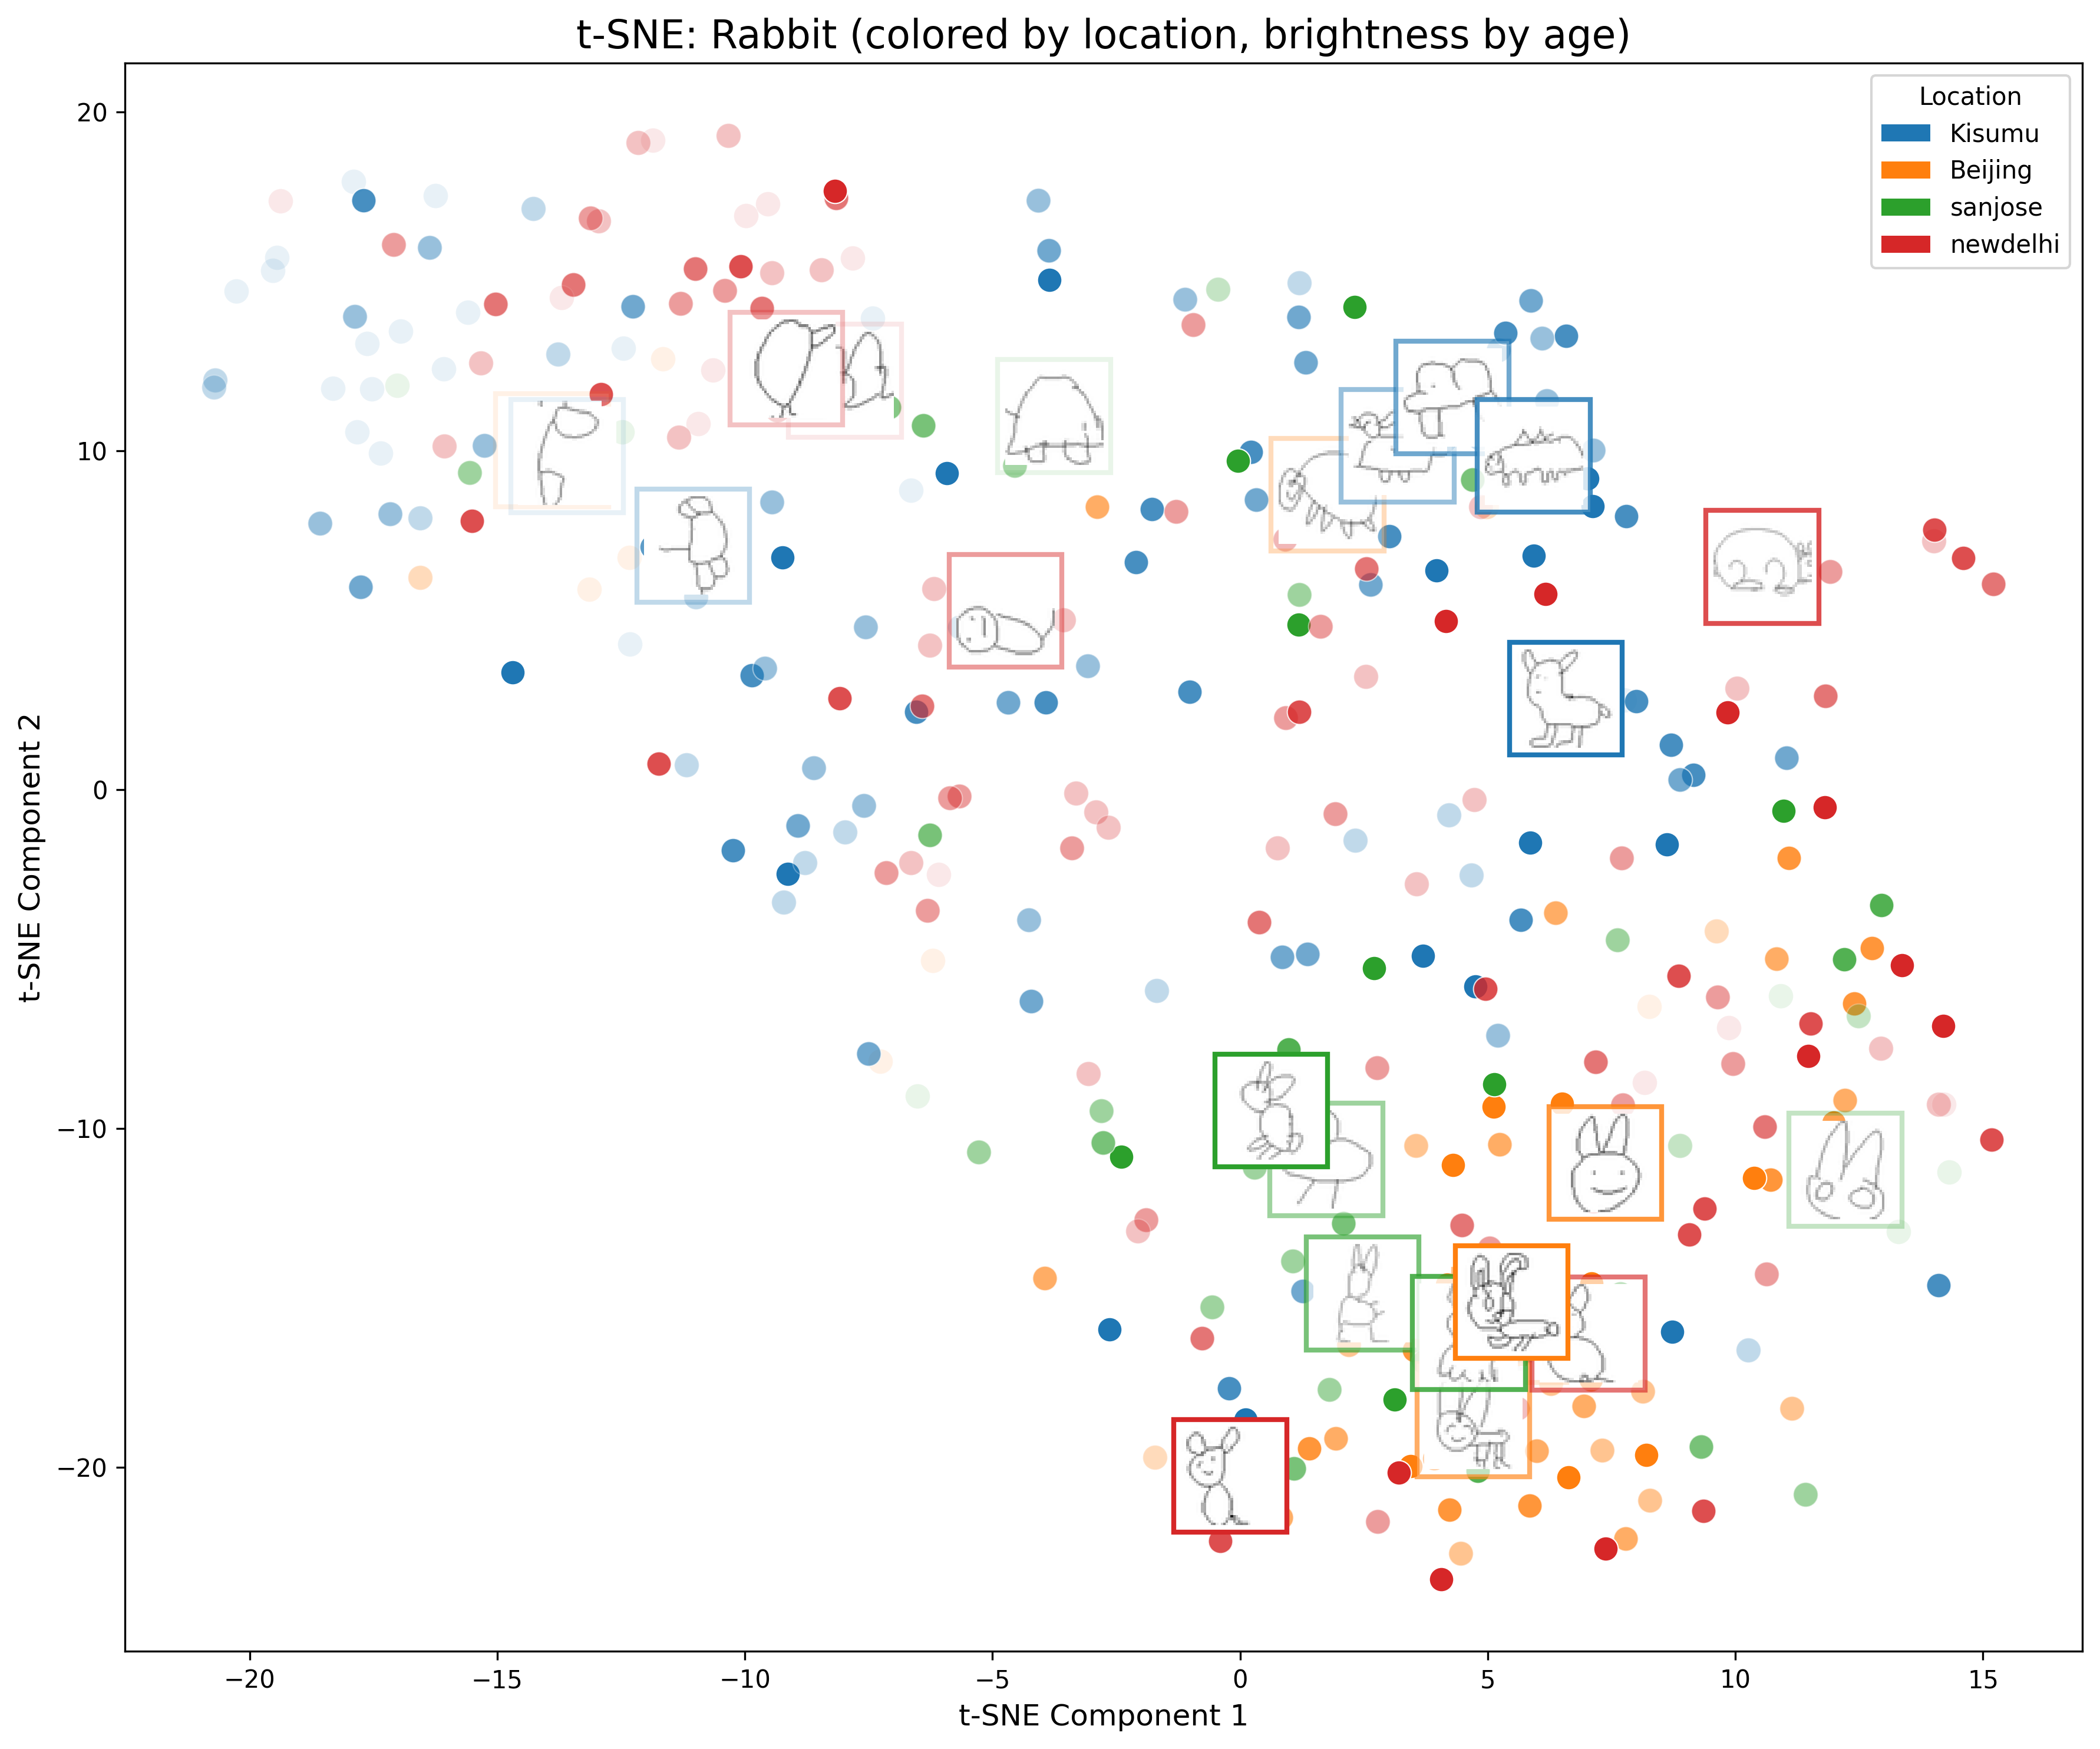 t-SNE: Rabbit (colored by location, brightness by age)
Location
Kisumu
Beijing
sanjose
newdelhi
20
10
0
−10
−20
t-SNE Component 2
−20
−15
−10
−5
0
5
10
15
t-SNE Component 1